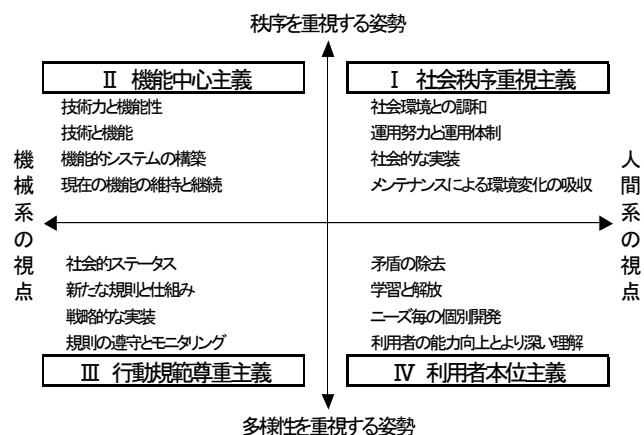 秩序を重視する姿勢
Ⅱ 機能中心主義
技術力と機能性
技術と機能
機能的システムの構築
現在の機能の維持と継続
Ⅰ 社会秩序重視主義
社会環境との調和
運用努力と運用体制
社会的な実装
メンテナンスによる環境変化の吸収
機械系の視点
人間系の視点
社会的ステータス
新たな規則と仕組み
戦略的な実装
規則の遵守とモニタリング
Ⅲ 行動規範尊重主義
矛盾の除去
学習と解放
ニーズ毎の個別開発
利用者の能力向上とより深い理解
Ⅳ 利用者本位主義
多様性を重視する姿勢